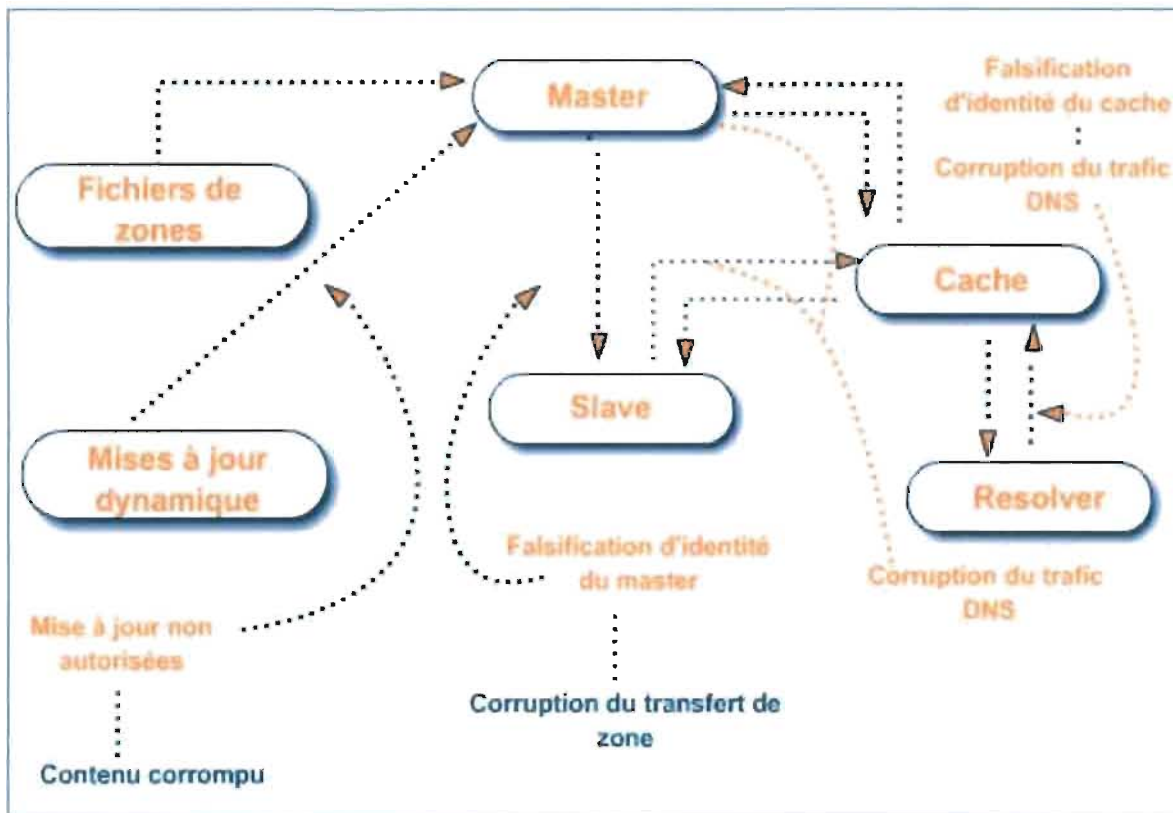 Master
Falsification
d'identité du cache
Corruption du trafic
DNS
Fichiers de
zones
Cache
Slave
Mises à jour
dynamique
Resolver
Falsification d'identité
du master
Corruption du trafic
DNS
Mise à jour non
autorisées
Corruption du transfert de
zone
Contenu corrompu